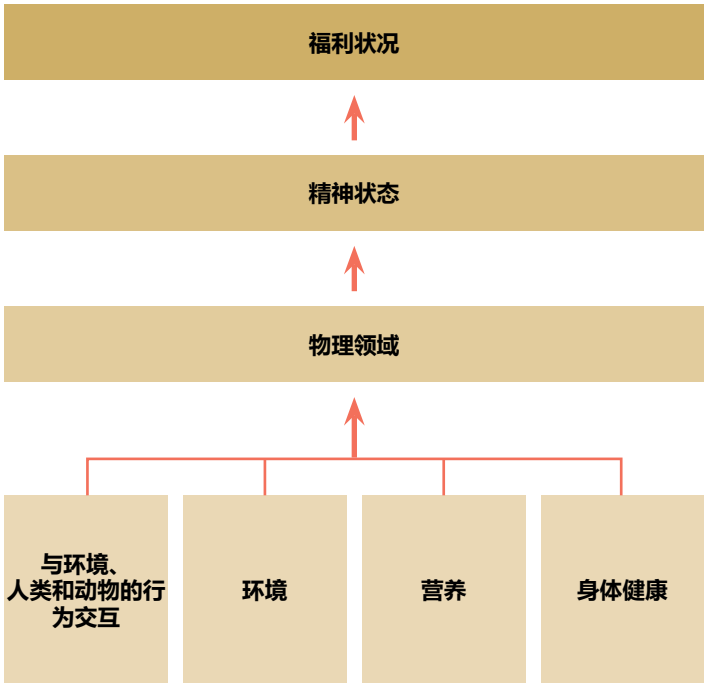 福利状况
精神状态
物理领域
与环境、
人类和动物的行
为交互
环境
营养
身体健康